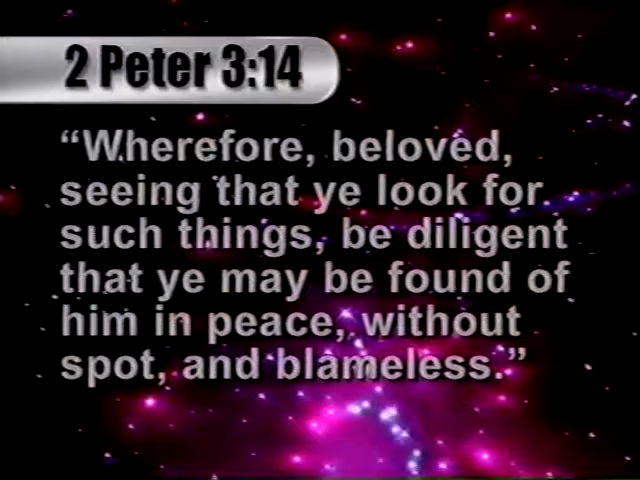 2 Peter 3:14
“Wherefore, beloved,
seeing that ye look for
such things, be diligent
that ye may be found of
him in peace, without
spot, and blameless.”